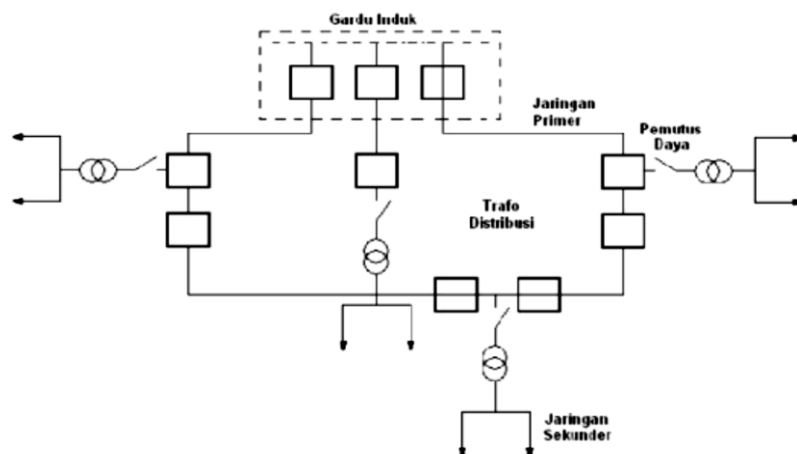 Gardu Induk
Jaringan
Primer
Pemutus
Daya
Trafo
Distribusi
Jaringan
Sekunder